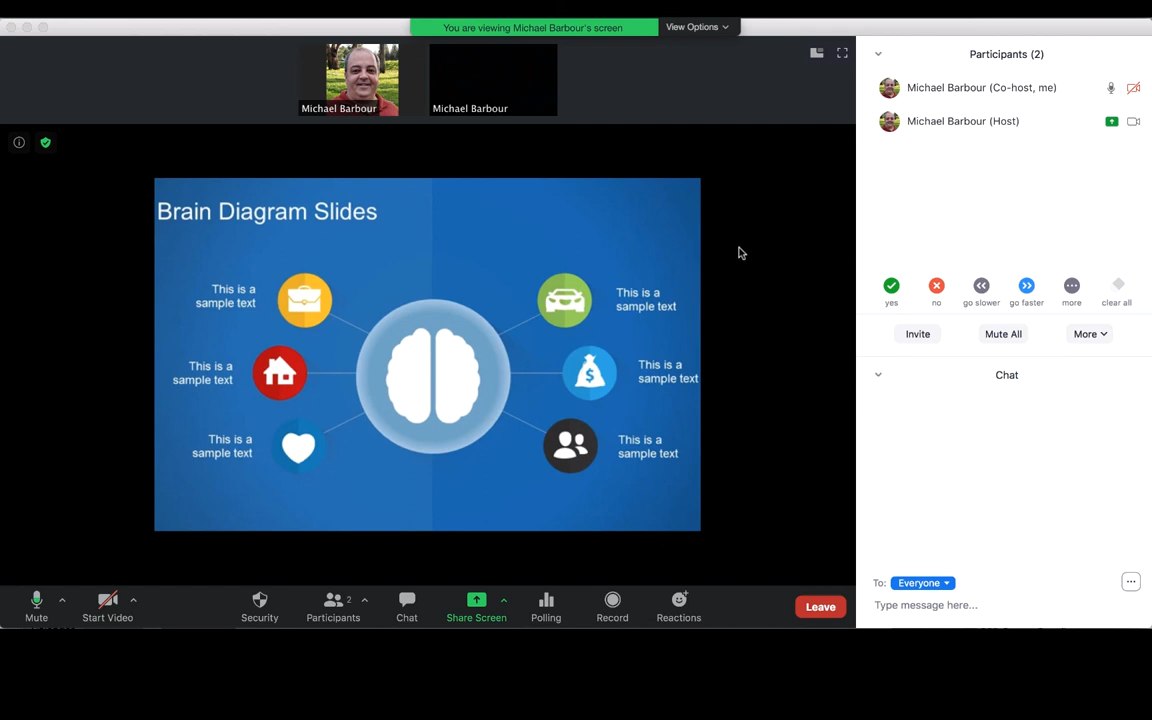 You are viewing Michael Barbour's screen
View Options
Michael Barbour
Michael Barbour
Participants (2)
Michael Barbour (Co-host, me)
Michael Barbour (Host)
Brain Diagram Slides
This is a
sample text
This is a
sample text
This is a
sample text
This is a
sample text
This is a
sample text
This is a
sample text
$
yes
no
go slower
go faster
more
clear all
Invite
Mute All
More
Chat
To: Everyone
Type message here...
Mute
Start Video
Security
Participants
2
Chat
Share Screen
Polling
Record
Reactions
Leave